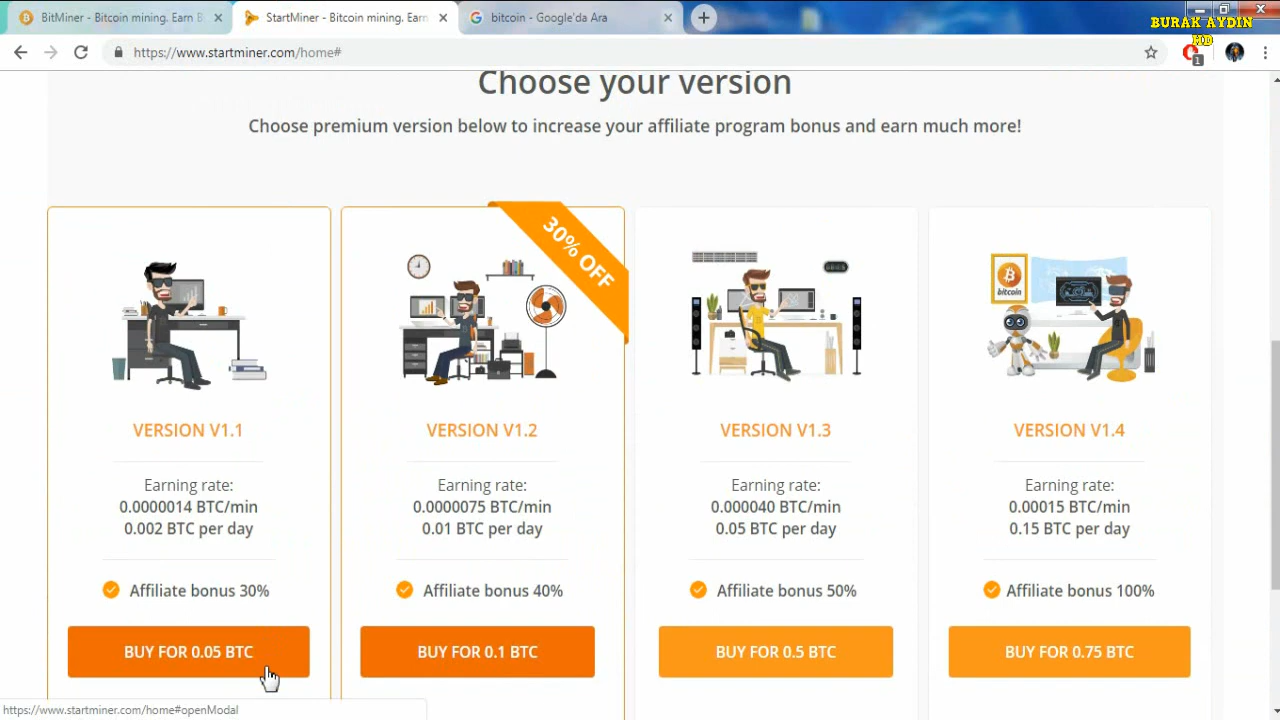 BitMiner - Bitcoin mining. Earn B
StartMiner - Bitcoin mining. Earn
bitcoin - Google'da Ara
BURAK AYDIN
HD
https://www.startminer.com/home#
1
Choose your version
Choose premium version below to increase your affiliate program bonus and earn much more!
30% OFF
bitcoin
VERSION V1.1
Earning rate:
0.0000014 BTC/min
0.002 BTC per day
Affiliate bonus 30%
BUY FOR 0.05 BTC
VERSION V1.2
Earning rate:
0.0000075 BTC/min
0.01 BTC per day
Affiliate bonus 40%
BUY FOR 0.1 BTC
VERSION V1.3
Earning rate:
0.000040 BTC/min
0.05 BTC per day
Affiliate bonus 50%
BUY FOR 0.5 BTC
VERSION V1.4
Earning rate:
0.00015 BTC/min
0.15 BTC per day
Affiliate bonus 100%
BUY FOR 0.75 BTC
https://www.startminer.com/home#openModal